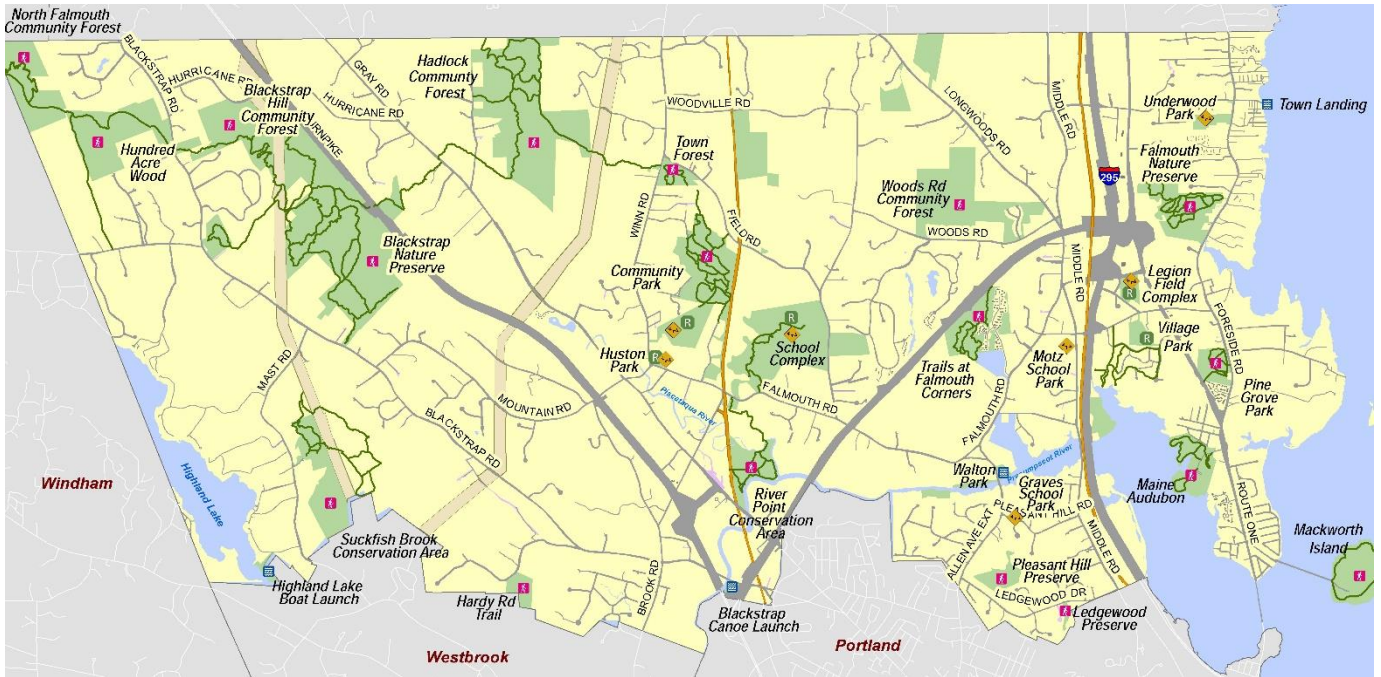 North Falmouth
Community Forest
BLACKSTRAP RD
HURRICANE RD
Blackstrap
Hill
Community
Forest
GRAY RD
HURRICANE RD
Hadlock
Communty
Forest
WOODVILLE RD
LONGWOODS RD
MIDDLE RD
MIDDLE RD
Underwood
Park
Town Landing
Hundred
Acre
Wood
Town
Forest
Falmouth
Nature
Preserve
295
Woods Rd
Community
Forest
WINN RD
FIELD RD
WOODS RD
Blackstrap
Nature
Preserve
Community
Park
MIDDLE RD
Legion
Field
Complex
R
R
R
R
R
FORESIDE RD
Village
Park
MAST RD
Huston
Park
School
Complex
Trails at
Falmouth
Corners
Motz
School
Park
Pine
Grove
Park
MOUNTAIN RD
Piscataqua River
FALMOUTH RD
FALMOUTH RD
BLACKSTRAP RD
Highland Lake
Windham
Suckfish Brook
Conservation Area
River
Point
Conservation
Area
Walton
Park
Presumpscot River
Graves
School
Park
PLEASANT HILL RD
ALLEN AVE EXT
MIDDLE RD
Maine
Audubon
ROUTE ONE
Mackworth
Island
Highland Lake
Boat Launch
Hardy Rd
Trail
BROOK RD
Blackstrap
Canoe Launch
Pleasant Hill
Preserve
LEDGEWOOD DR
Ledgewood
Preserve
Westbrook
Portland